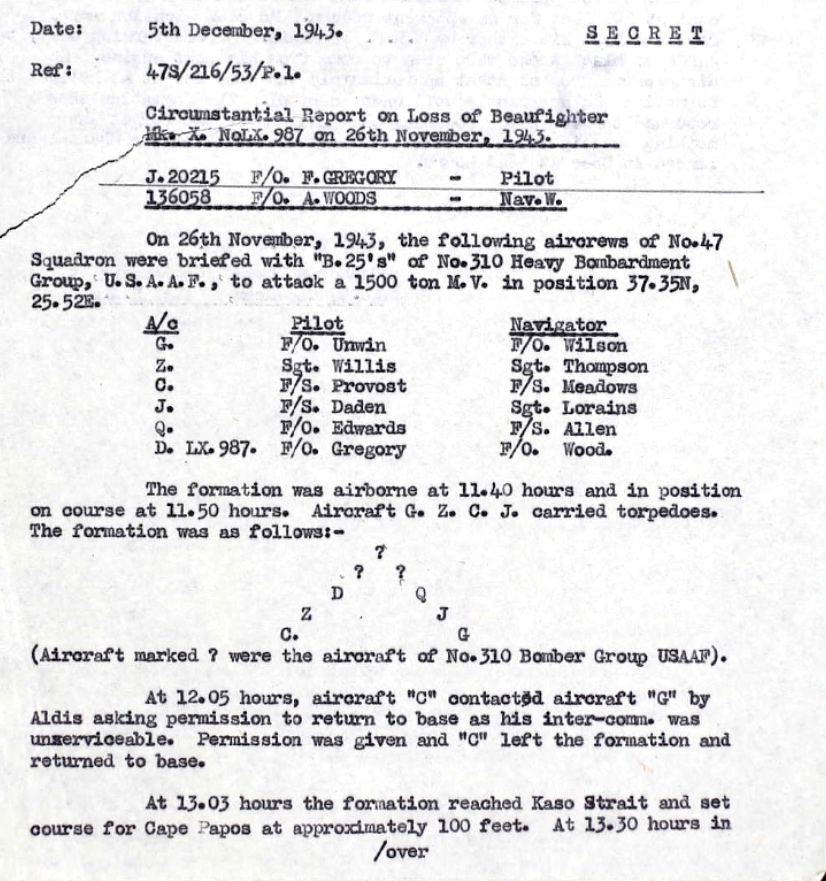 Date: 5th December, 1943. SECRET
Ref: 47S/216/53/P.1.
Circumstantial Report on Loss of Beaufighter
Mk. X. NoLX.987 on 26th November, 1943.
J.20215 F/O. F.GREGORY - Pilot
136058 F/O. A.WOODS - Nav.W.
On 26th November, 1943, the following aircrews of No.47
Squadron were briefed with "B.25's" of No.310 Heavy Bombardment
Group, U.S.A.A.F., to attack a 1500 ton M.V. in position 37.35N,
25.52E.
A/c Pilot Navigator
G. F/O. Unwin F/O. Wilson
Z. Sgt. Willis Sgt. Thompson
C. F/S. Provost F/S. Meadows
J. F/S. Daden Sgt. Lorains
Q. F/O. Edwards F/S. Allen
D. LX.987. F/O. Gregory F/O. Wood.
The formation was airborne at 11.40 hours and in position
on course at 11.50 hours. Aircraft G. Z. C. J. carried torpedoes.
The formation was as follows:-
?
? ?
D Q
Z J
C. G
(Aircraft marked ? were the aircraft of No.310 Bomber Group USAAF).
At 12.05 hours, aircraft "C" contacted aircraft "G" by
Aldis asking permission to return to base as his inter-comm. was
unserviceable. Permission was given and "C" left the formation and
returned to base.
At 13.03 hours the formation reached Kaso Strait and set
course for Cape Papos at approximately 100 feet. At 13.30 hours in
/over